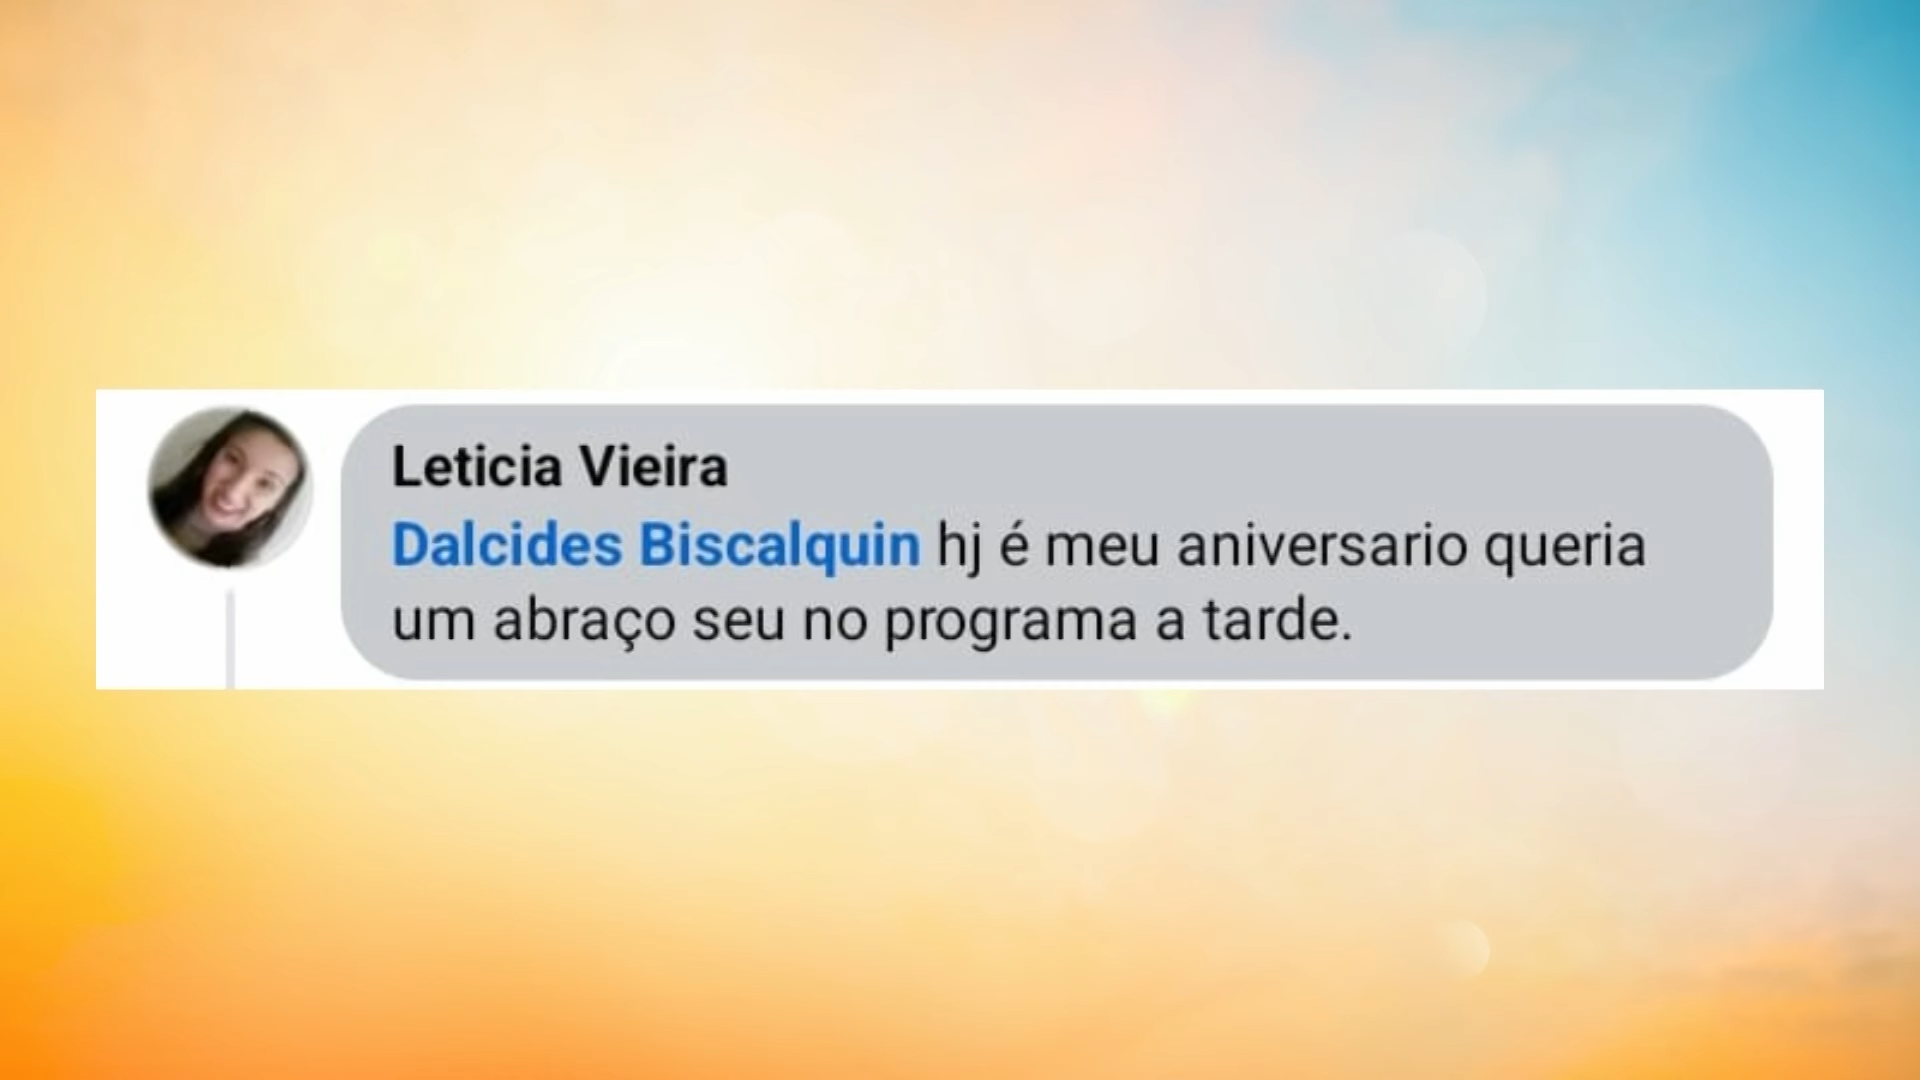 Leticia Vieira
Dalcides Biscalquin hj é meu aniversario queria
um abraço seu no programa a tarde.